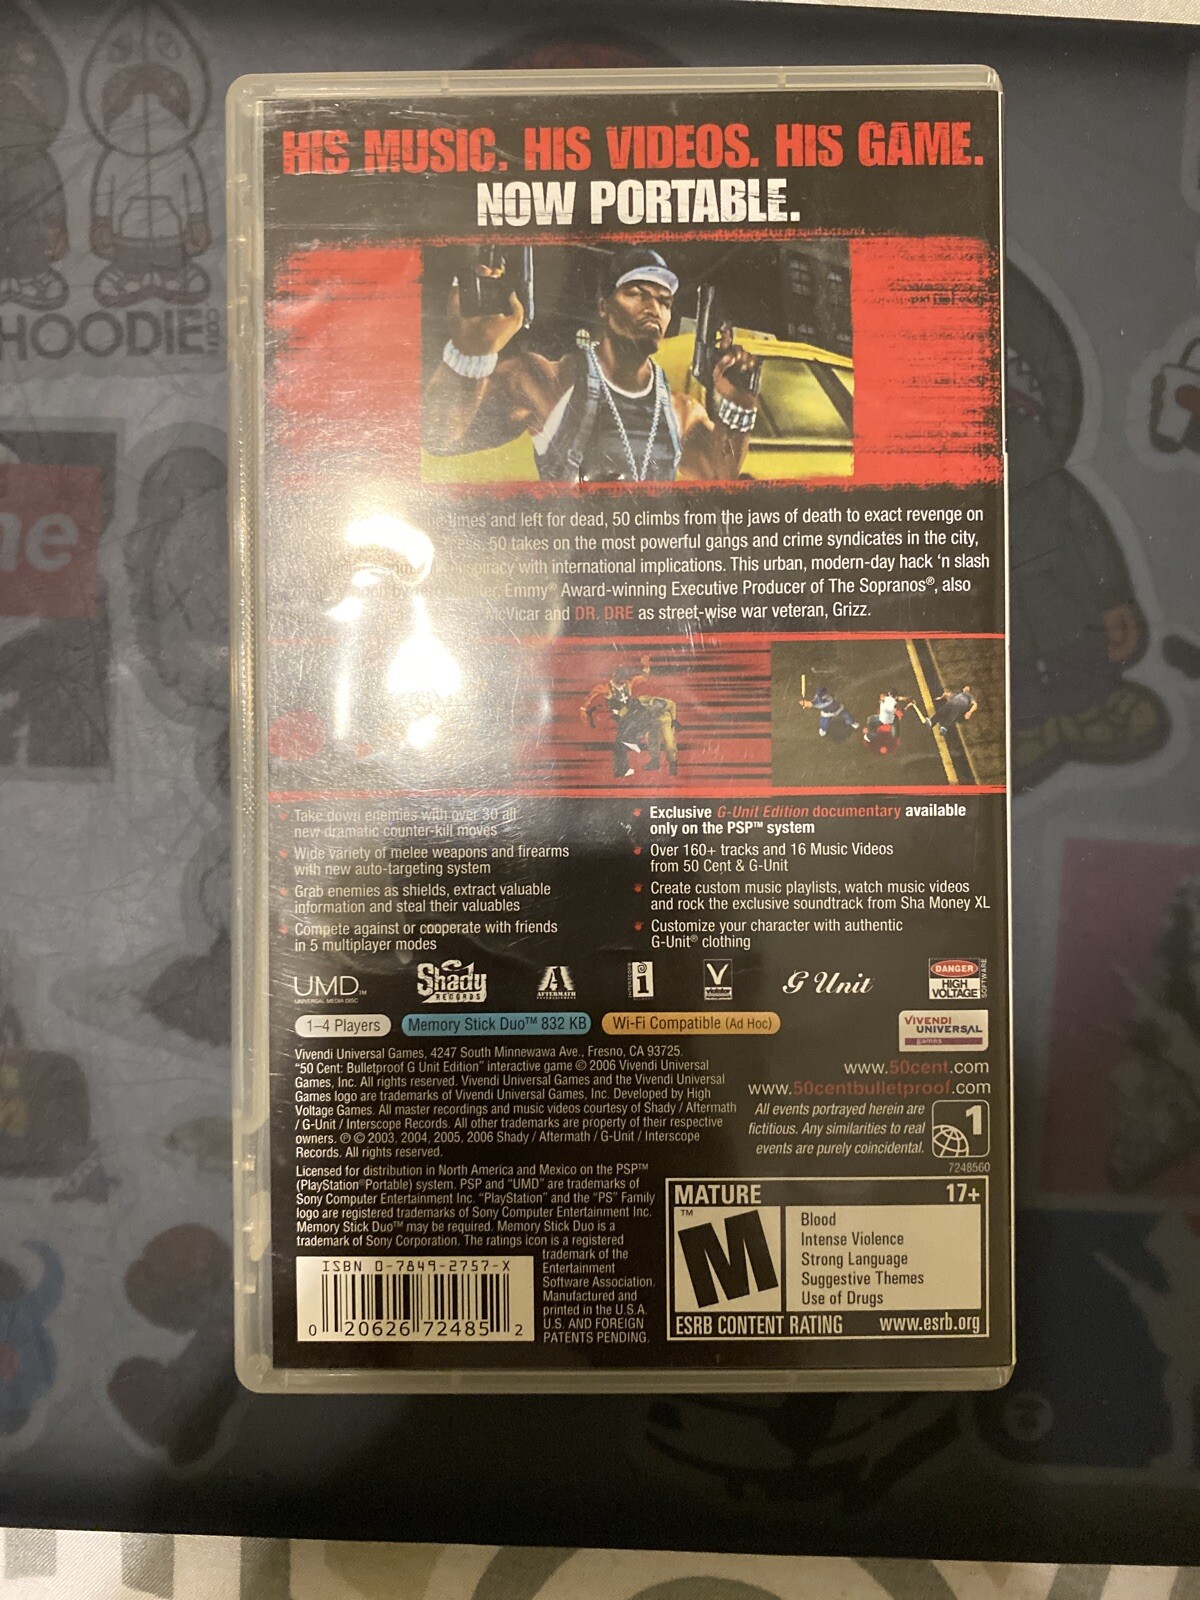 HIS MUSIC. HIS VIDEOS. HIS GAME.
NOW PORTABLE.
times and left for dead, 50 climbs from the jaws of death to exact revenge on
50 takes on the most powerful gangs and crime syndicates in the city,
with international implications. This urban, modern-day hack 'n slash
Emmy® Award-winning Executive Producer of The Sopranos®, also
McVicar and DR. DRE as street-wise war veteran, Grizz.
Take down enemies with over 30 all
new dramatic counter-kill moves
Wide variety of melee weapons and firearms
with new auto-targeting system
Grab enemies as shields, extract valuable
information and steal their valuables
Compete against or cooperate with friends
in 5 multiplayer modes
Exclusive G-Unit Edition documentary available
only on the PSP™ system
Over 160+ tracks and 16 Music Videos
from 50 Cent & G-Unit
Create custom music playlists, watch music videos
and rock the exclusive soundtrack from Sha Money XL
Customize your character with authentic
G-Unit® clothing
UMD™
UNIVERSAL MEDIA DISC
Shady
RECORDS
AFTERMATH
ENTERTAINMENT
INTERSCOPE
i
V
G Unit
DANGER
HIGH
VOLTAGE
SOFTWARE
1–4 Players
Memory Stick Duo™ 832 KB
Wi-Fi Compatible (Ad Hoc)
VIVENDI
UNIVERSAL
games
Vivendi Universal Games, 4247 South Minnewawa Ave., Fresno, CA 93725.
"50 Cent: Bulletproof G Unit Edition" interactive game © 2006 Vivendi Universal
Games, Inc. All rights reserved. Vivendi Universal Games and the Vivendi Universal
Games logo are trademarks of Vivendi Universal Games, Inc. Developed by High
Voltage Games. All master recordings and music videos courtesy of Shady / Aftermath
/ G-Unit / Interscope Records. All other trademarks are property of their respective
owners. ℗ © 2003, 2004, 2005, 2006 Shady / Aftermath / G-Unit / Interscope
Records. All rights reserved.
www.50cent.com
www.50centbulletproof.com
All events portrayed herein are
fictitious. Any similarities to real
events are purely coincidental.
1
7248560
Licensed for distribution in North America and Mexico on the PSP™
(PlayStation®Portable) system. PSP and "UMD" are trademarks of
Sony Computer Entertainment Inc. "PlayStation" and the "PS" Family
logo are registered trademarks of Sony Computer Entertainment Inc.
Memory Stick Duo™ may be required. Memory Stick Duo is a
trademark of Sony Corporation. The ratings icon is a registered
trademark of the
Entertainment
Software Association.
Manufactured and
printed in the U.S.A.
U.S. AND FOREIGN
PATENTS PENDING.
ISBN 0-7849-2757-X
0 20626 72485 2
MATURE 17+
TM
M
Blood
Intense Violence
Strong Language
Suggestive Themes
Use of Drugs
ESRB CONTENT RATING www.esrb.org
HOODIE